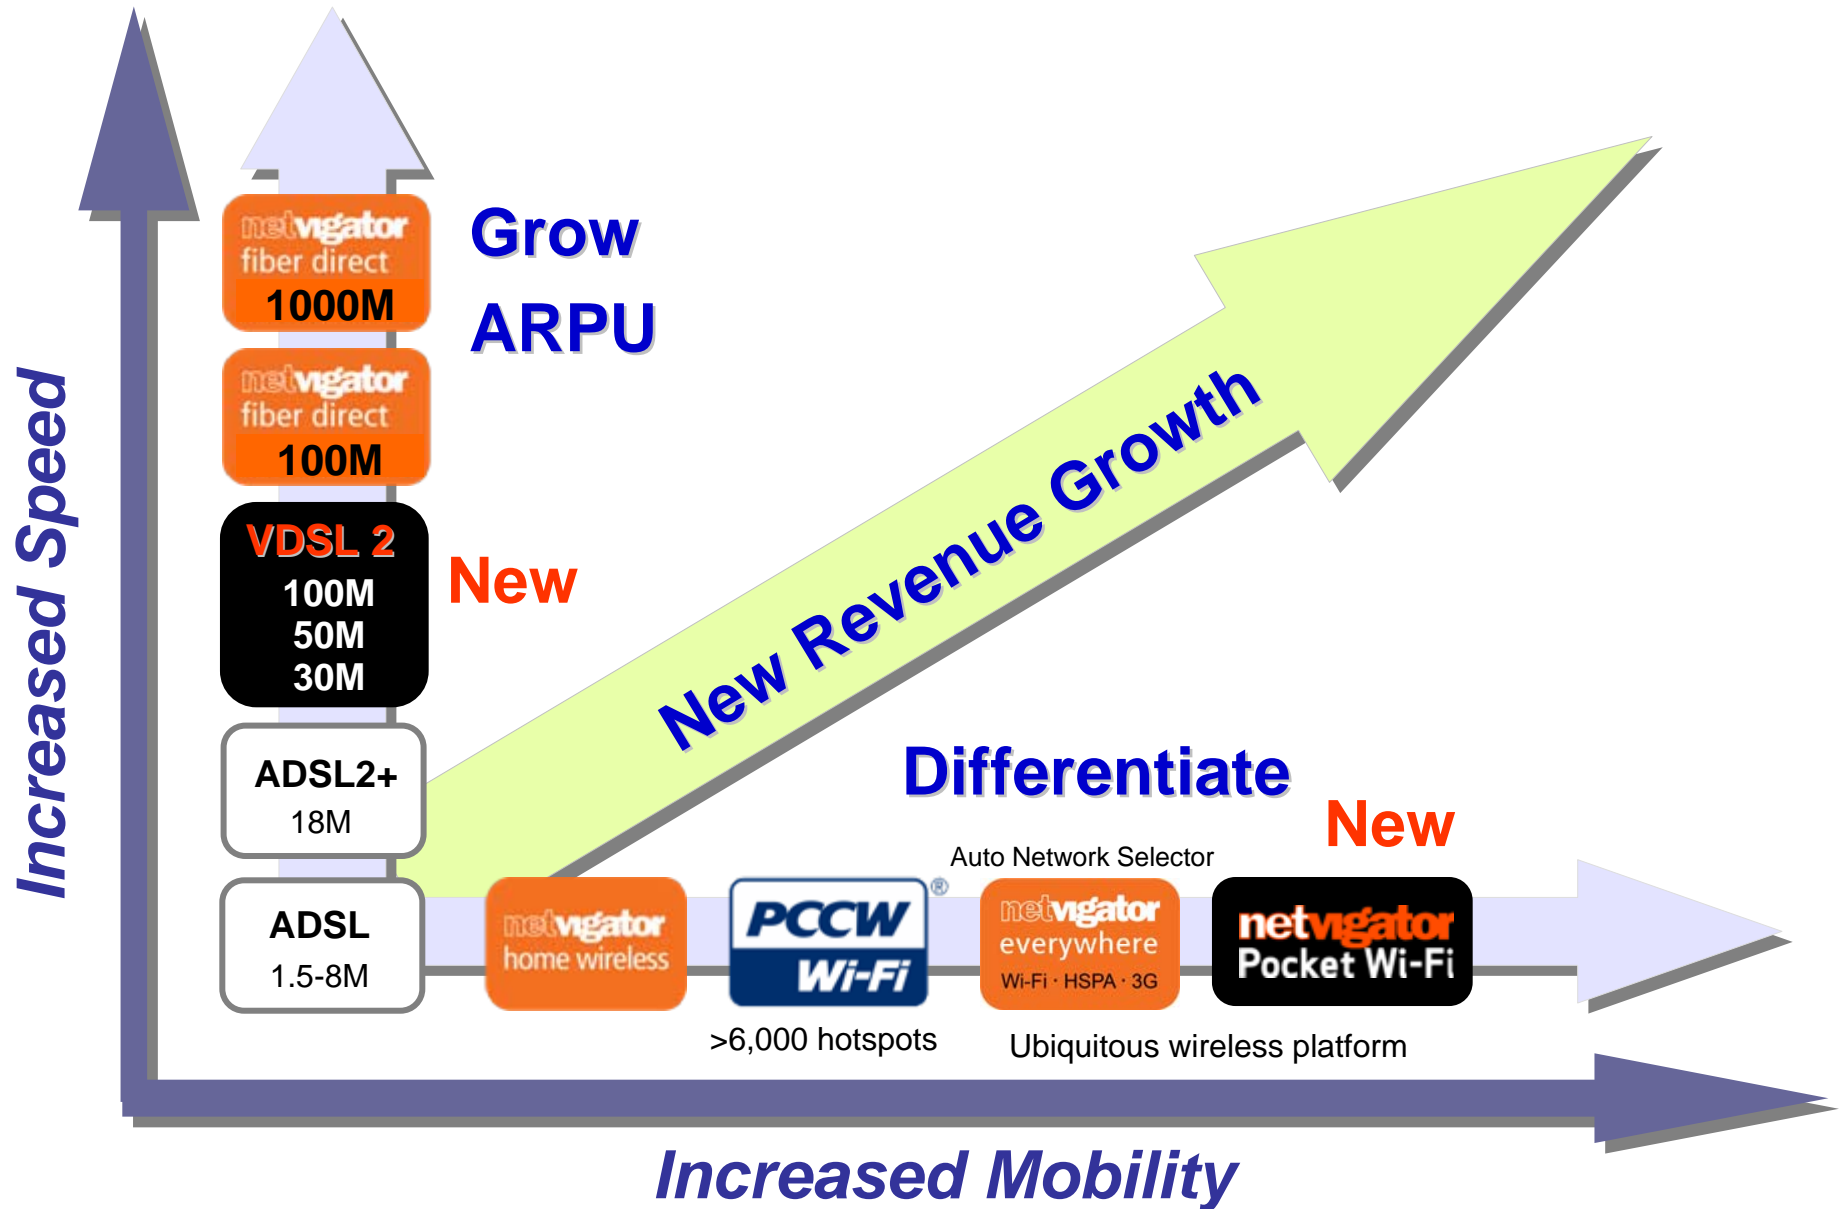 netvigator
fiber direct
1000M
Grow
ARPU
netvigator
fiber direct
100M
VDSL 2
100M
50M
30M
New
ADSL2+
18M
ADSL
1.5-8M
Increased Speed
New Revenue Growth
Differentiate
New
Auto Network Selector
netvigator
home wireless
PCCW ®
Wi-Fi
>6,000 hotspots
netvigator
everywhere
Wi-Fi · HSPA · 3G
netvigator
Pocket Wi-Fi
Ubiquitous wireless platform
Increased Mobility